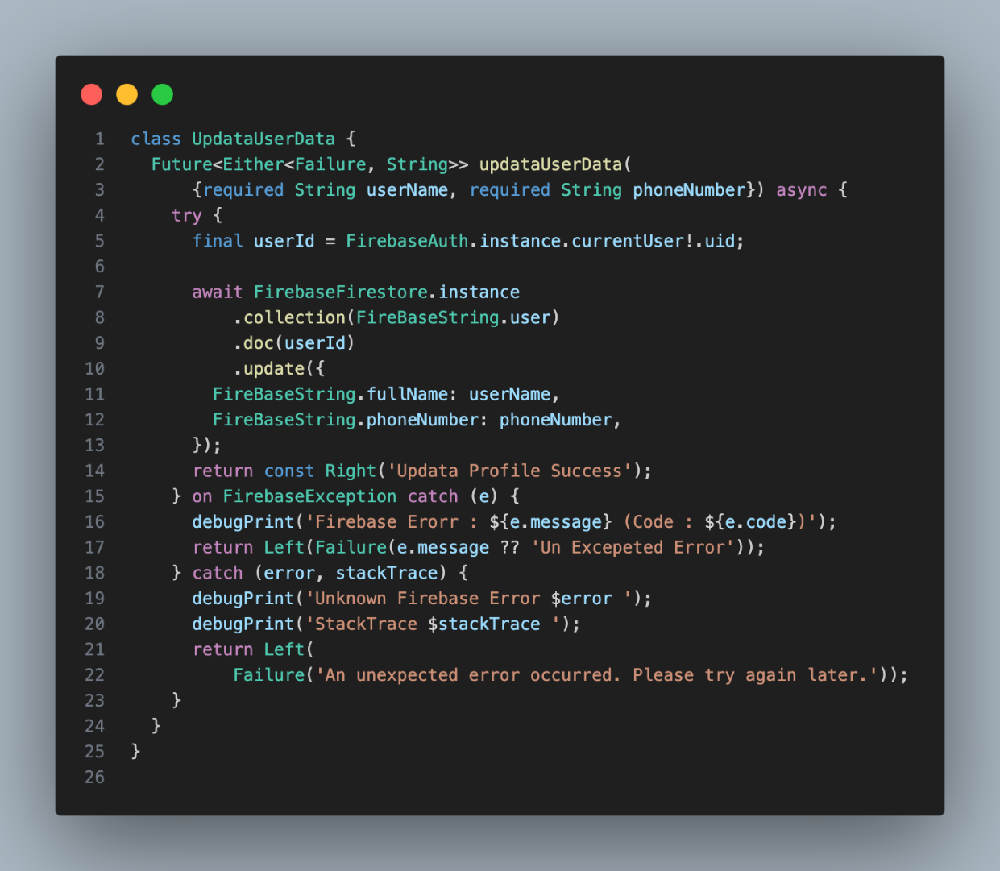 1 class UpdataUserData {
2   Future<Either<Failure, String>> updataUserData(
3       {required String userName, required String phoneNumber}) async {
4     try {
5       final userId = FirebaseAuth.instance.currentUser!.uid;
6
7       await FirebaseFirestore.instance
8           .collection(FireBaseString.user)
9           .doc(userId)
10           .update({
11         FireBaseString.fullName: userName,
12         FireBaseString.phoneNumber: phoneNumber,
13       });
14       return const Right('Updata Profile Success');
15     } on FirebaseException catch (e) {
16       debugPrint('Firebase Erorr : ${e.message} (Code : ${e.code})');
17       return Left(Failure(e.message ?? 'Un Excepeted Error'));
18     } catch (error, stackTrace) {
19       debugPrint('Unknown Firebase Error $error ');
20       debugPrint('StackTrace $stackTrace ');
21       return Left(
22           Failure('An unexpected error occurred. Please try again later.'));
23     }
24   }
25 }
26